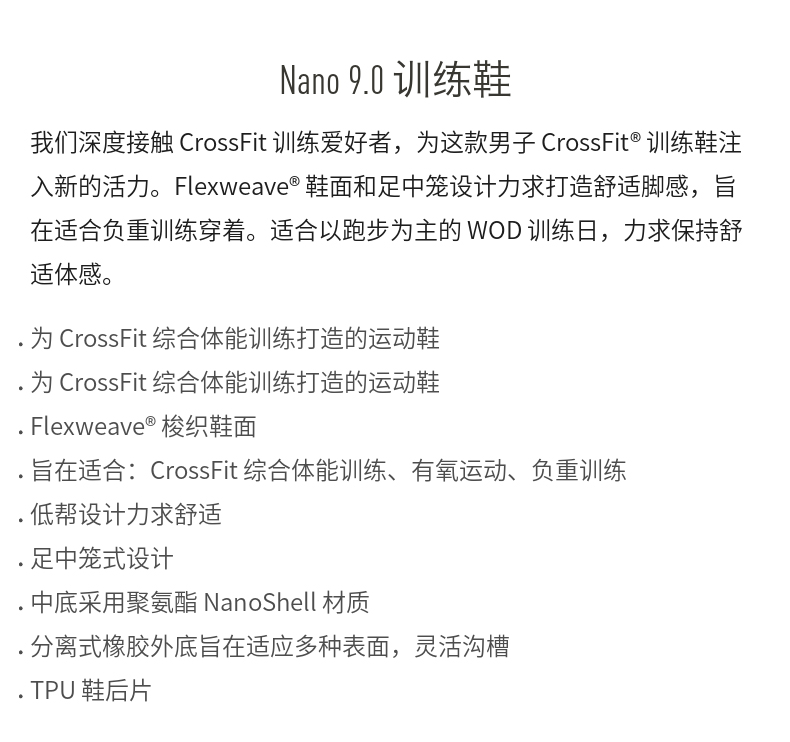 Nano 9.0 训练鞋
我们深度接触 CrossFit 训练爱好者，为这款男子 CrossFit® 训练鞋注
入新的活力。Flexweave® 鞋面和足中笼设计力求打造舒适脚感，旨
在适合负重训练穿着。适合以跑步为主的 WOD 训练日，力求保持舒
适体感。
. 为 CrossFit 综合体能训练打造的运动鞋
. 为 CrossFit 综合体能训练打造的运动鞋
. Flexweave® 梭织鞋面
. 旨在适合：CrossFit 综合体能训练、有氧运动、负重训练
. 低帮设计力求舒适
. 足中笼式设计
. 中底采用聚氨酯 NanoShell 材质
. 分离式橡胶外底旨在适应多种表面，灵活沟槽
. TPU 鞋后片